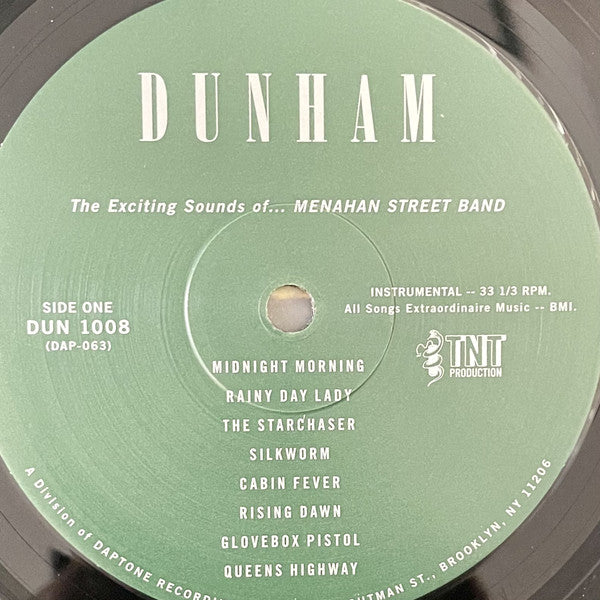 DUNHAM
The Exciting Sounds of... MENAHAN STREET BAND
SIDE ONE
DUN 1008
(DAP-063)
INSTRUMENTAL -- 33 1/3 RPM.
All Songs Extraordinaire Music -- BMI.
TNT
PRODUCTION
MIDNIGHT MORNING
RAINY DAY LADY
THE STARCHASER
SILKWORM
CABIN FEVER
RISING DAWN
GLOVEBOX PISTOL
QUEENS HIGHWAY
A Division of DAPTONE ST., BROOKLYN, NY 11206